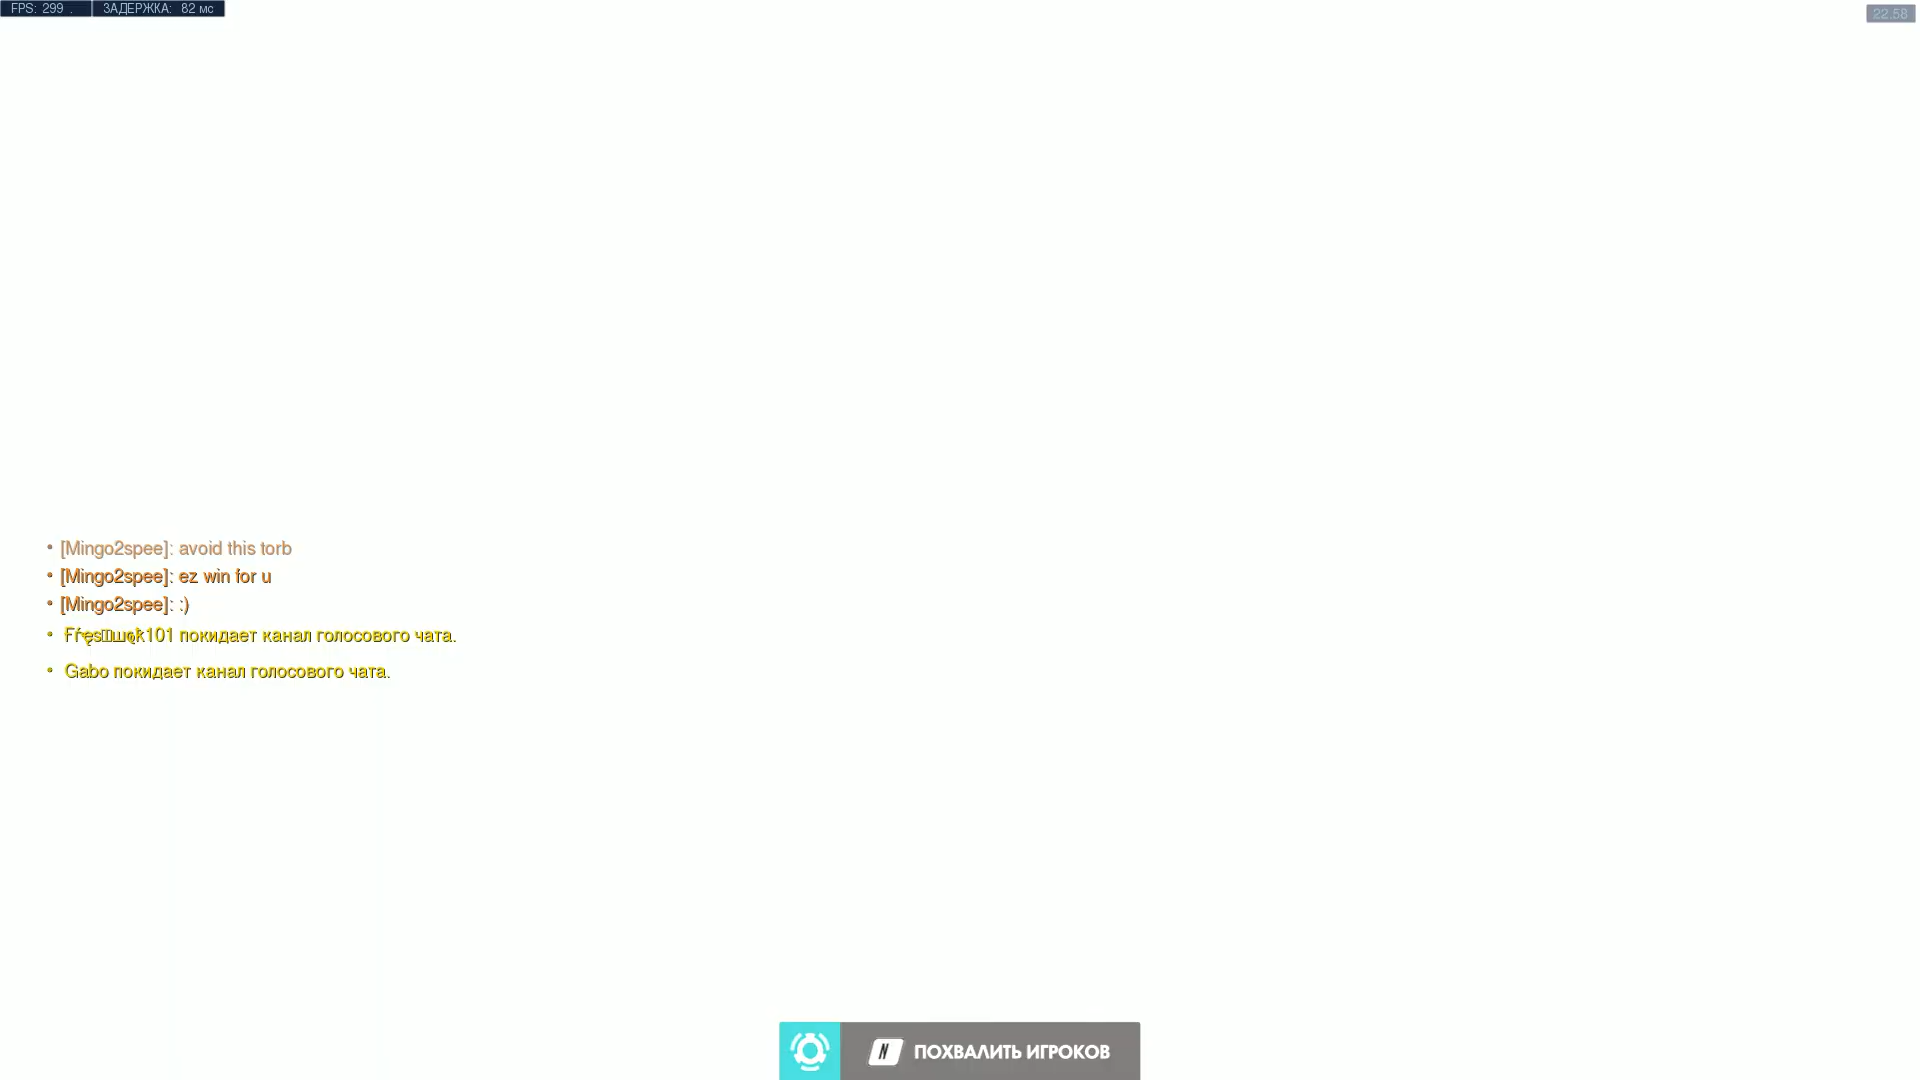 FPS: 299 . ЗАДЕРЖКА: 82 мс
22.58
• [Mingo2spee]: avoid this torb
• [Mingo2spee]: ez win for u
• [Mingo2spee]: :)
• покидает канал голосового чата.
• Gabo покидает канал голосового чата.
N ПОХВАЛИТЬ ИГРОКОВ